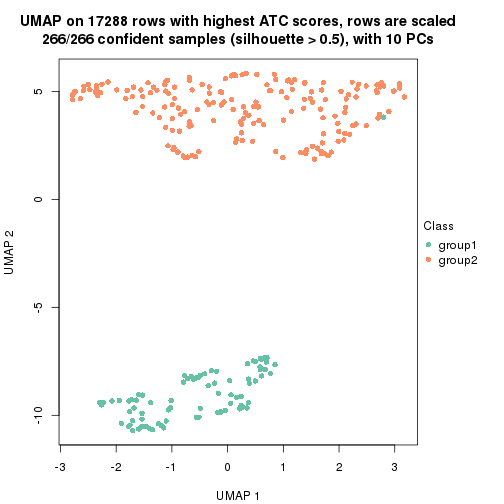 UMAP on 17288 rows with highest ATC scores, rows are scaled
266/266 confident samples (silhouette > 0.5), with 10 PCs
5
0
-5
-10
UMAP 2
-3 -2 -1 0 1 2 3
UMAP 1
Class
group1
group2